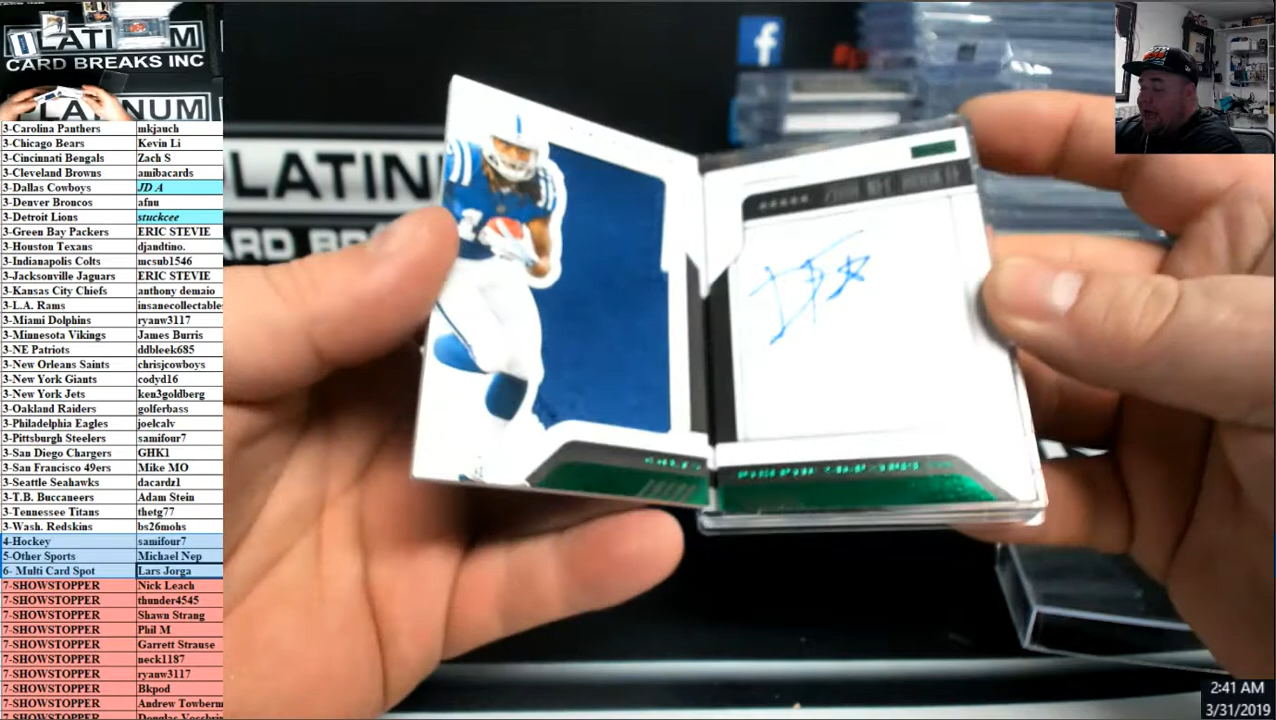 PLATINUM
CARD BREAKS INC
PLATINUM
3-Carolina Panthers mkjauch
3-Chicago Bears Kevin Li
3-Cincinnati Bengals Zach S
3-Cleveland Browns amibacards
3-Dallas Cowboys JD A
3-Denver Broncos afnu
3-Detroit Lions stuckcee
3-Green Bay Packers ERIC STEVIE
3-Houston Texans djandtino.
3-Indianapolis Colts mcsub1546
3-Jacksonville Jaguars ERIC STEVIE
3-Kansas City Chiefs anthony demaio
3-L.A. Rams insanecollectable
3-Miami Dolphins ryanw3117
3-Minnesota Vikings James Burris
3-NE Patriots ddbleek685
3-New Orleans Saints chrisjcowboys
3-New York Giants codyd16
3-New York Jets ken3goldberg
3-Oakland Raiders golferbass
3-Philadelphia Eagles joelcalv
3-Pittsburgh Steelers samifour7
3-San Diego Chargers GHK1
3-San Francisco 49ers Mike MO
3-Seattle Seahawks dacardz1
3-T.B. Buccaneers Adam Stein
3-Tennessee Titans thetg77
3-Wash. Redskins bs26mohs
4-Hockey samifour7
5-Other Sports Michael Nep
6- Multi Card Spot Lars Jorga
7-SHOWSTOPPER Nick Leach
7-SHOWSTOPPER thunder4545
7-SHOWSTOPPER Shawn Strang
7-SHOWSTOPPER Phil M
7-SHOWSTOPPER Garrett Strause
7-SHOWSTOPPER neck1187
7-SHOWSTOPPER ryanw3117
7-SHOWSTOPPER Bkpod
7-SHOWSTOPPER Andrew Towberm
7-SHOWSTOPPER
LATIN
ARD BREA
f
COLTS
2:41 AM
3/31/2019